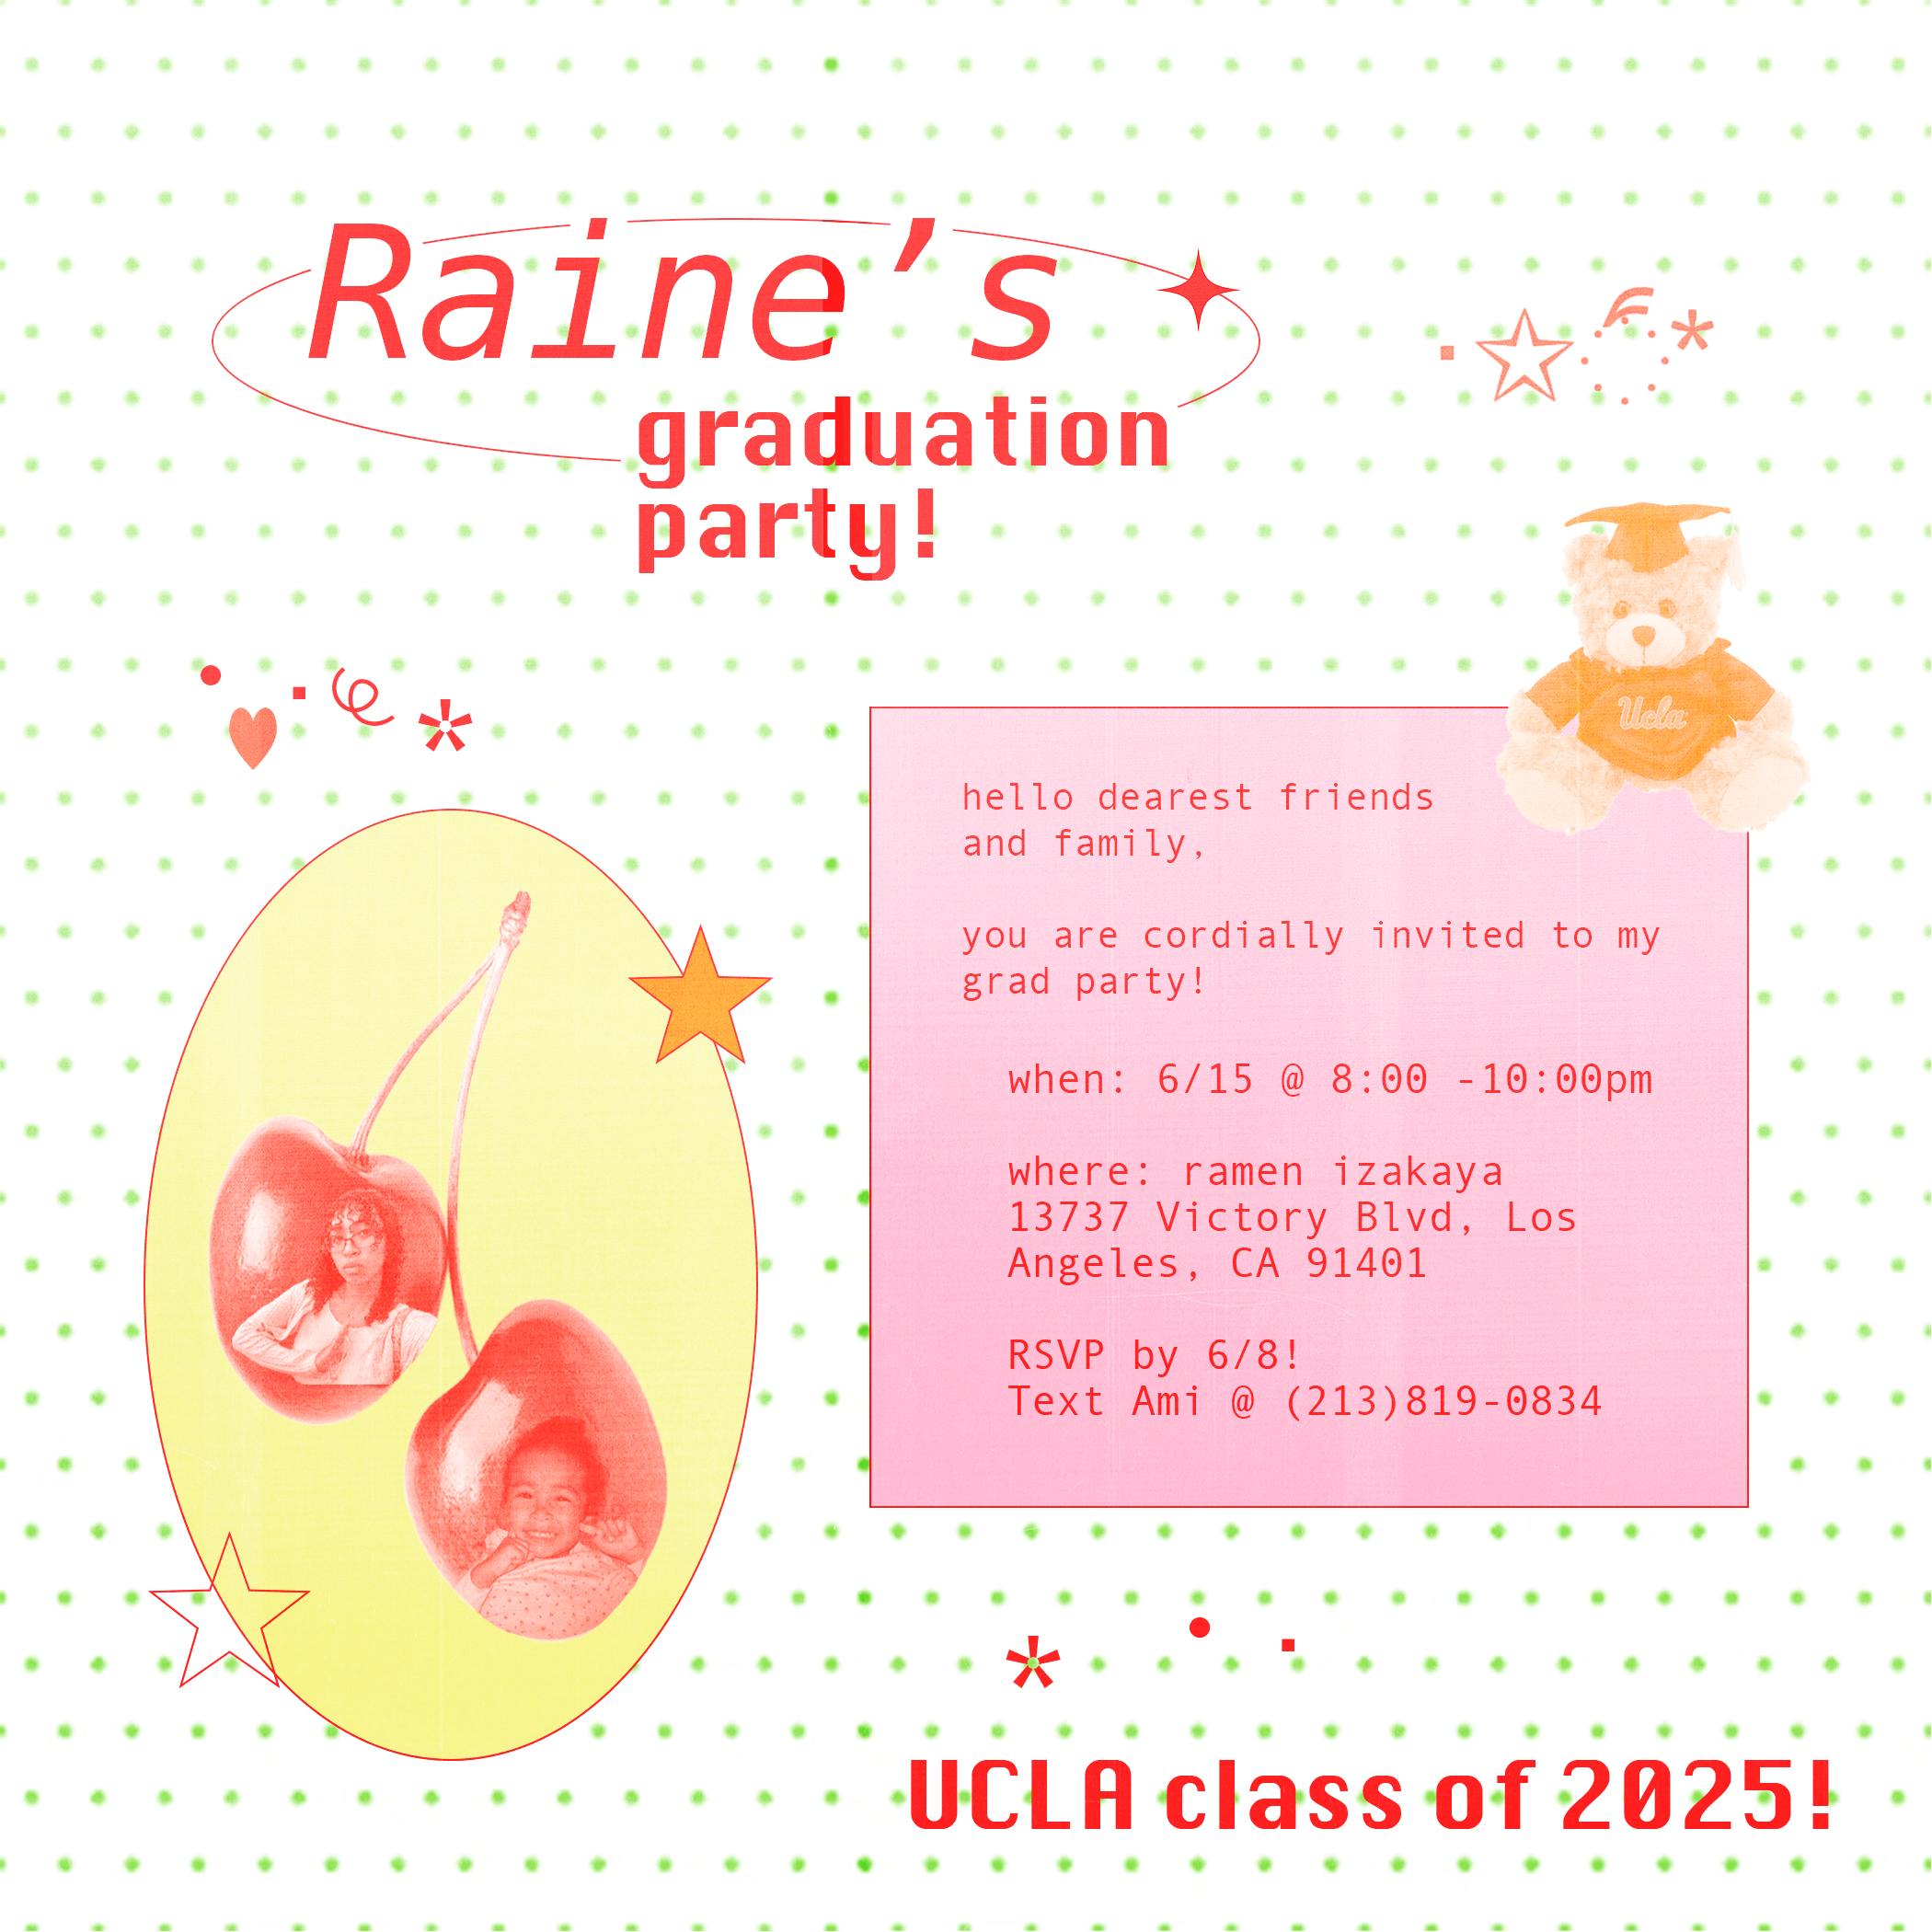 Raine’s
graduation
party!
Ucla
hello dearest friends
and family,
you are cordially invited to my
grad party!
when: 6/15 @ 8:00 -10:00pm
where: ramen izakaya
13737 Victory Blvd, Los
Angeles, CA 91401
RSVP by 6/8!
Text Ami @ (213)819-0834
UCLA class of 2025!